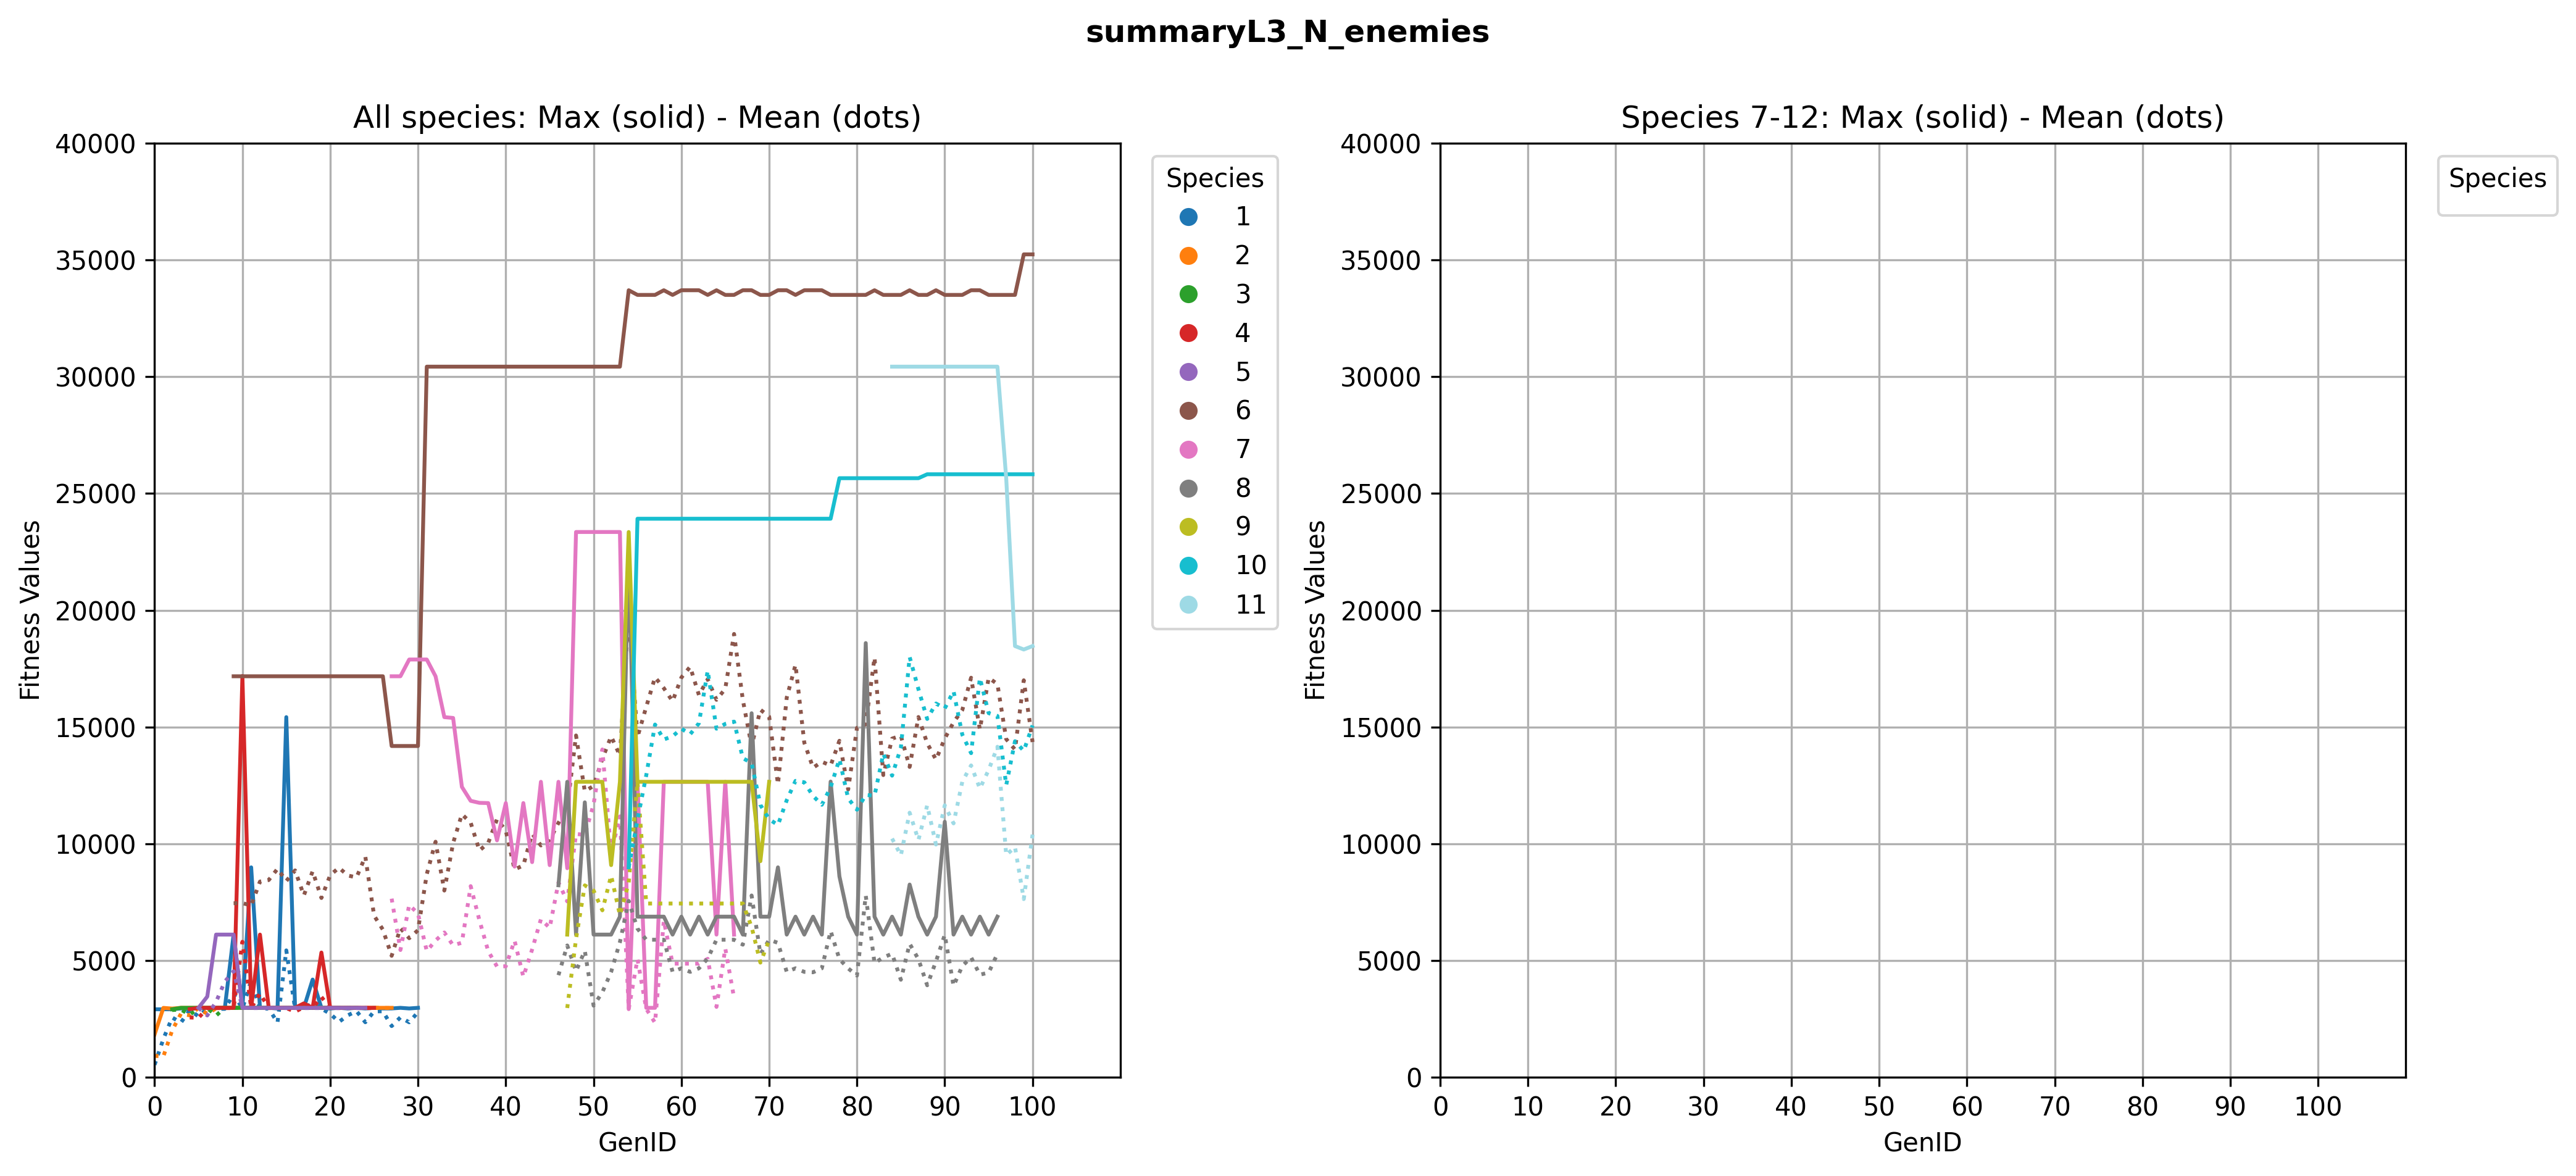 summaryL3_N_enemies
All species: Max (solid) - Mean (dots)
Fitness Values
40000
35000
30000
25000
20000
15000
10000
5000
0
0 10 20 30 40 50 60 70 80 90 100
GenID
Species
1
2
3
4
5
6
7
8
9
10
11
Species 7-12: Max (solid) - Mean (dots)
Fitness Values
40000
35000
30000
25000
20000
15000
10000
5000
0
0 10 20 30 40 50 60 70 80 90 100
GenID
Species